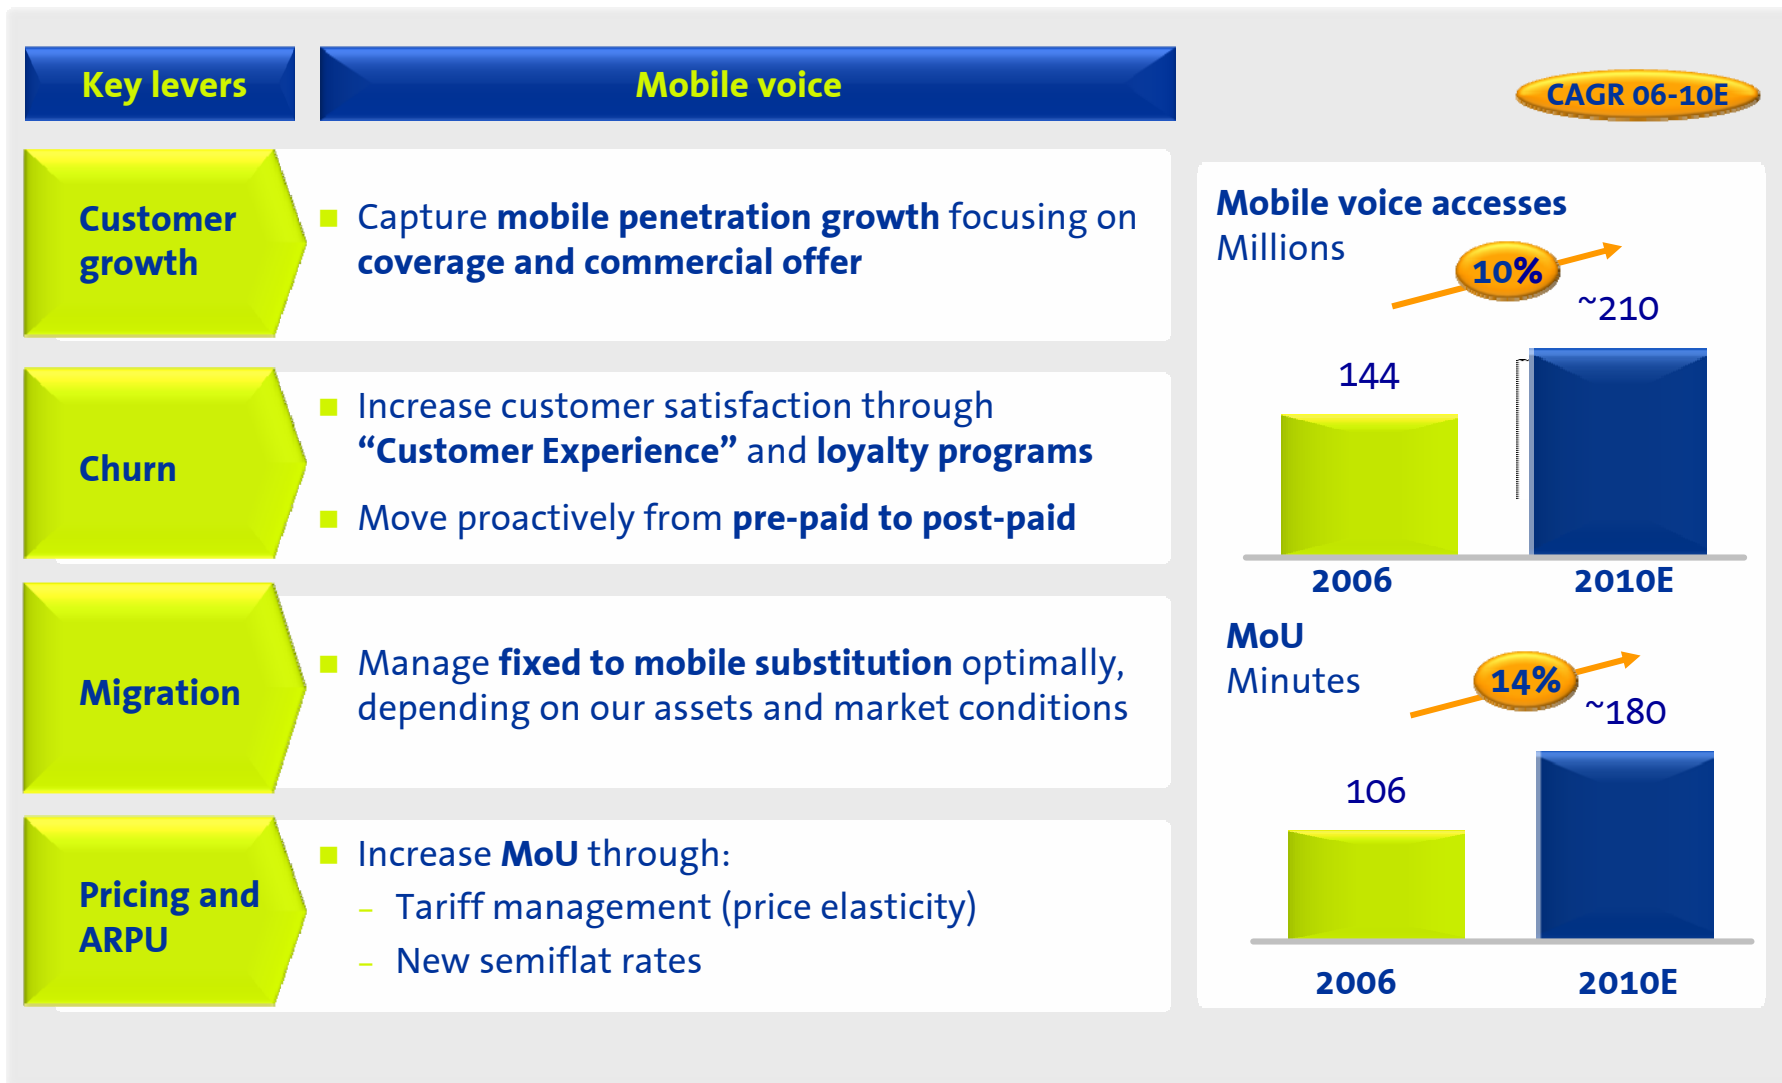 Key levers
Mobile voice
CAGR 06-10E
Customer
growth
■ Capture mobile penetration growth focusing on
coverage and commercial offer
Churn
■ Increase customer satisfaction through
“Customer Experience” and loyalty programs
■ Move proactively from pre-paid to post-paid
Migration
■ Manage fixed to mobile substitution optimally,
depending on our assets and market conditions
Pricing and
ARPU
■ Increase MoU through:
– Tariff management (price elasticity)
– New semiflat rates
Mobile voice accesses
Millions
10%
~210
144
2006
2010E
MoU
Minutes
14%
~180
106
2006
2010E